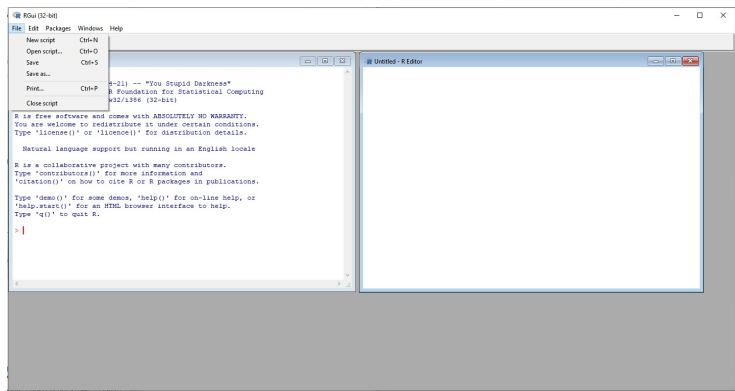 RGui (32-bit)
File Edit Packages Windows Help
New script Ctrl+N
Open script... Ctrl+O
Save Ctrl+S
Save as...
Print... Ctrl+P
Close script
-21) -- "You Stupid Darkness"
R Foundation for Statistical Computing
w32/i386 (32-bit)
R is free software and comes with ABSOLUTELY NO WARRANTY.
You are welcome to redistribute it under certain conditions.
Type 'license()' or 'licence()' for distribution details.
Natural language support but running in an English locale
R is a collaborative project with many contributors.
Type 'contributors()' for more information and
'citation()' on how to cite R or R packages in publications.
Type 'demo()' for some demos, 'help()' for on-line help, or
'help.start()' for an HTML browser interface to help.
Type 'q()' to quit R.
>
Untitled - R Editor